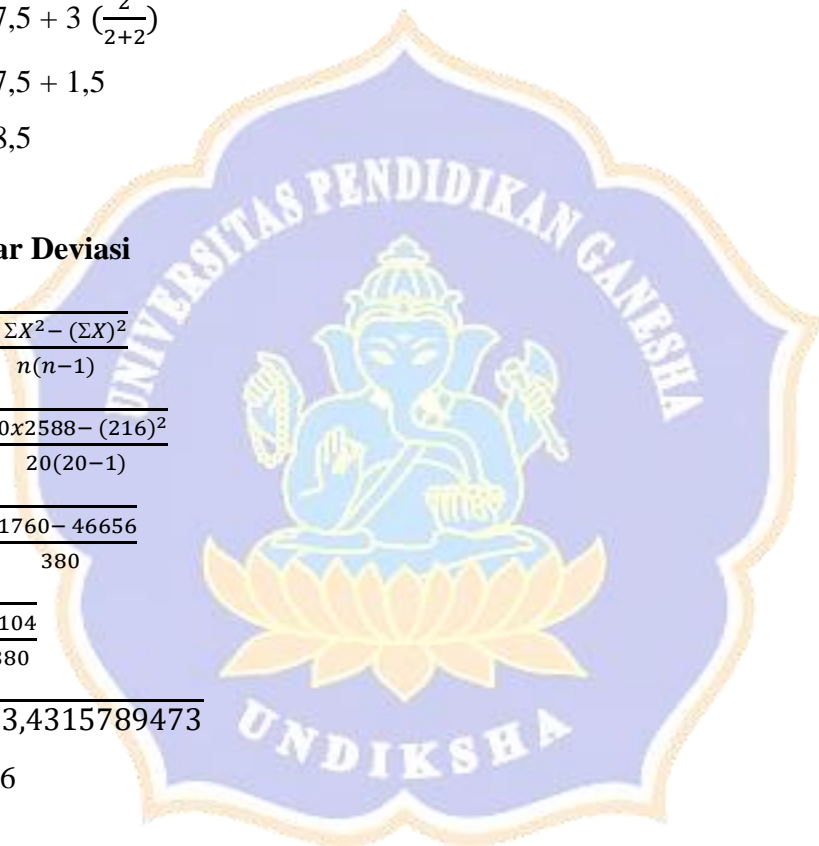 7,5 + 3 (2/2+2)
7,5 + 1,5
8,5
ar Deviasi
ΣX² − (ΣX)²
n(n−1)
0x2588− (216)²
20(20−1)
1760− 46656
380
104
380
3,4315789473
6
UNIVERSITAS PENDIDIKAN GANESHA
UNDIKSHA